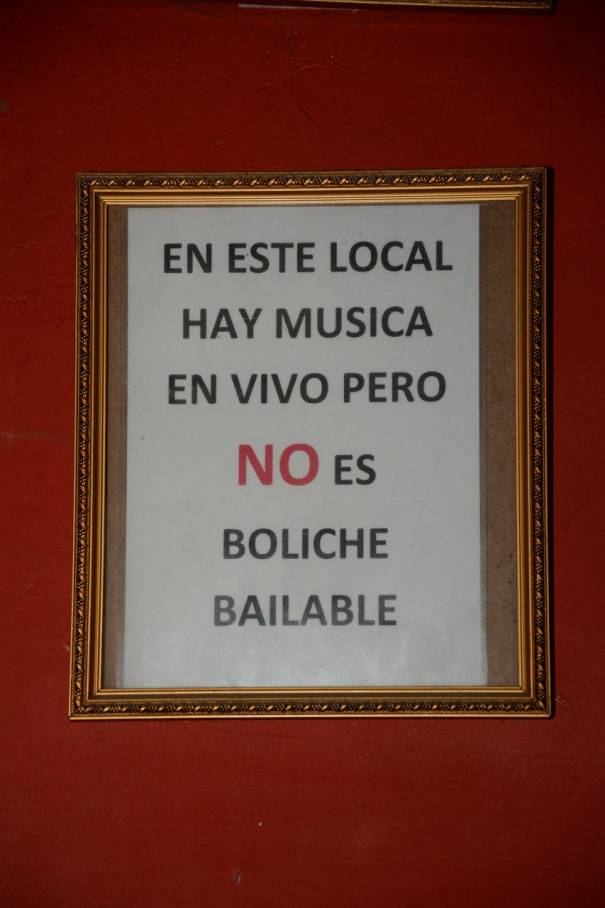 EN ESTE LOCAL
HAY MUSICA
EN VIVO PERO
NO ES
BOLICHE
BAILABLE